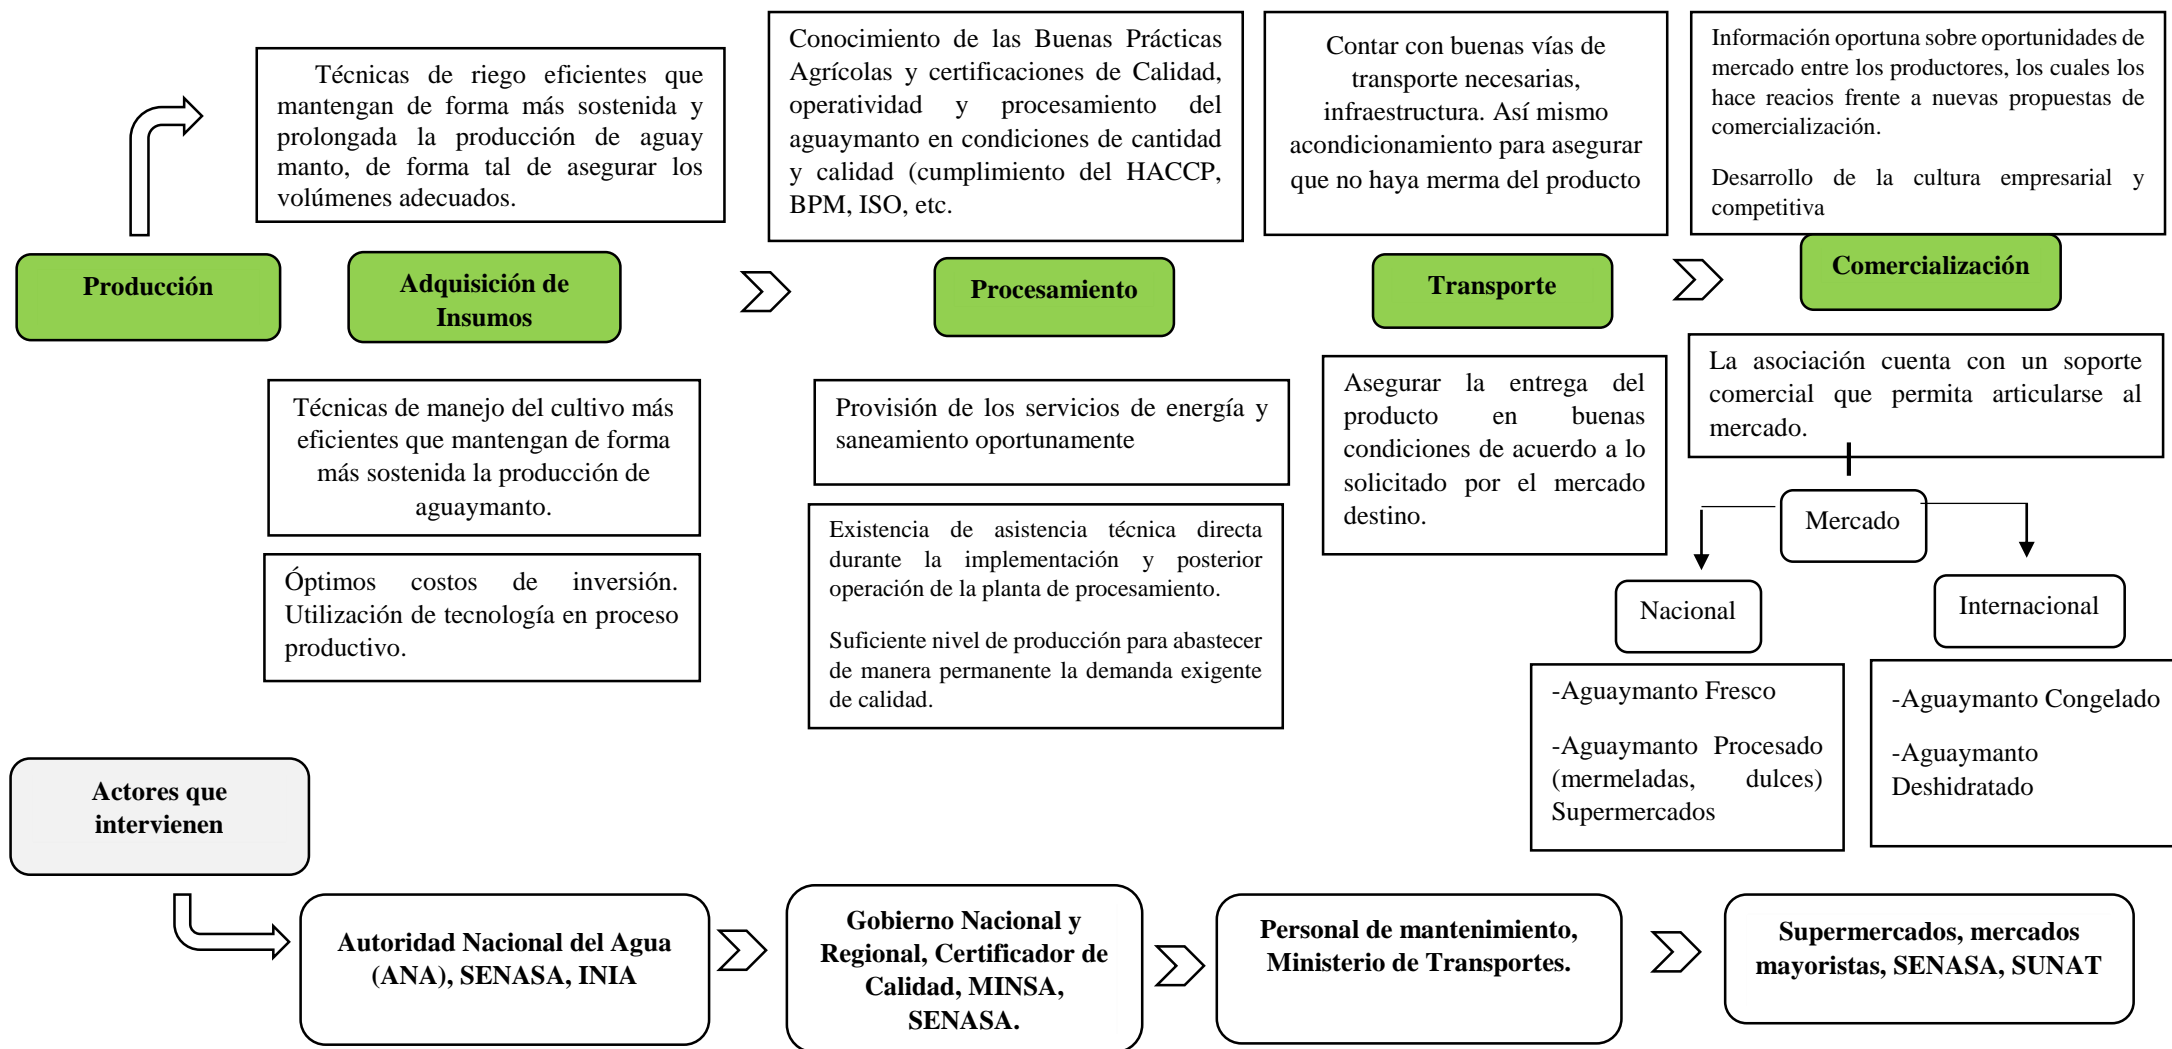 Técnicas de riego eficientes que
mantengan de forma más sostenida y
prolongada la producción de aguay
manto, de forma tal de asegurar los
volúmenes adecuados.
Conocimiento de las Buenas Prácticas
Agrícolas y certificaciones de Calidad,
operatividad y procesamiento del
aguaymanto en condiciones de cantidad
y calidad (cumplimiento del HACCP,
BPM, ISO, etc.
Contar con buenas vías de
transporte necesarias,
infraestructura. Así mismo
acondicionamiento para asegurar
que no haya merma del producto
Información oportuna sobre oportunidades de
mercado entre los productores, los cuales los
hace reacios frente a nuevas propuestas de
comercialización.
Desarrollo de la cultura empresarial y
competitiva
Producción
Adquisición de
Insumos
Procesamiento
Transporte
Comercialización
Técnicas de manejo del cultivo más
eficientes que mantengan de forma
más sostenida la producción de
aguaymanto.
Óptimos costos de inversión.
Utilización de tecnología en proceso
productivo.
Provisión de los servicios de energía y
saneamiento oportunamente
Existencia de asistencia técnica directa
durante la implementación y posterior
operación de la planta de procesamiento.
Suficiente nivel de producción para abastecer
de manera permanente la demanda exigente
de calidad.
Asegurar la entrega del
producto en buenas
condiciones de acuerdo a lo
solicitado por el mercado
destino.
La asociación cuenta con un soporte
comercial que permita articularse al
mercado.
Mercado
Nacional
Internacional
-Aguaymanto Fresco
-Aguaymanto Procesado
(mermeladas, dulces)
Supermercados
-Aguaymanto Congelado
-Aguaymanto
Deshidratado
Actores que
intervienen
Autoridad Nacional del Agua
(ANA), SENASA, INIA
Gobierno Nacional y
Regional, Certificador de
Calidad, MINSA,
SENASA.
Personal de mantenimiento,
Ministerio de Transportes.
Supermercados, mercados
mayoristas, SENASA, SUNAT